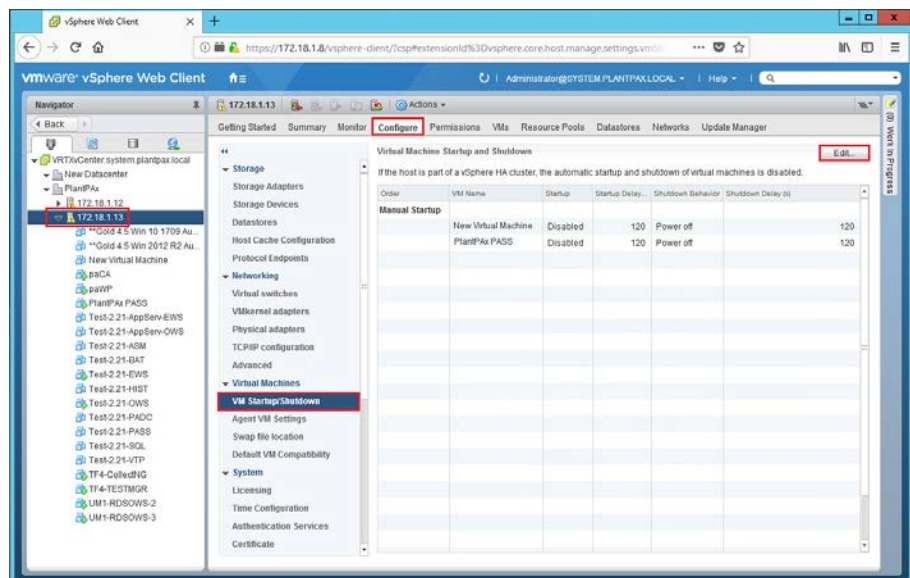 vSphere Web Client
https://172.18.1.8/vsphere-client/?csp#extensionId%3Dvsphere.core.host.manage.settings.vm
vmware® vSphere Web Client
Administrator@SYSTEM.PLANTPAX.LOCAL
Help
Navigator
Back
172.18.1.13
Actions
Getting Started Summary Monitor Configure Permissions VMs Resource Pools Datastores Networks Update Manager
VRTXvCenter.system.plantpax.local
New Datacenter
PlantPAx
172.18.1.12
172.18.1.13
**Gold 4.5 Win 10 1709 Au...
**Gold 4.5 Win 2012 R2 Au...
New Virtual Machine
paCA
paWP
PlantPAx PASS
Test-2.21-AppServ-EWS
Test-2.21-AppServ-OWS
Test-2.21-ASM
Test-2.21-BAT
Test-2.21-EWS
Test-2.21-HIST
Test-2.21-OWS
Test-2.21-PADC
Test-2.21-PASS
Test-2.21-SQL
Test-2.21-VTP
TF4-CollectNG
TF4-TESTMGR
UM1-RDSOWS-2
UM1-RDSOWS-3
Storage
Storage Adapters
Storage Devices
Datastores
Host Cache Configuration
Protocol Endpoints
Networking
Virtual switches
VMkernel adapters
Physical adapters
TCP/IP configuration
Advanced
Virtual Machines
VM Startup/Shutdown
Agent VM Settings
Swap file location
Default VM Compatibility
System
Licensing
Time Configuration
Authentication Services
Certificate
Virtual Machine Startup and Shutdown
Edit...
If the host is part of a vSphere HA cluster, the automatic startup and shutdown of virtual machines is disabled.
Order VM Name Startup Startup Delay... Shutdown Behavior Shutdown Delay (s)
Manual Startup
New Virtual Machine Disabled 120 Power off 120
PlantPAx PASS Disabled 120 Power off 120
(0) Work In Progress